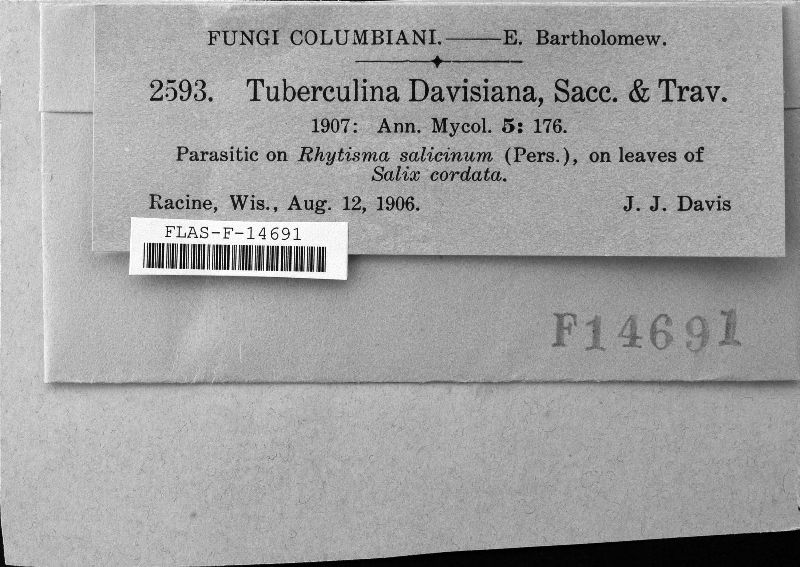 FUNGI COLUMBIANI.——E. Bartholomew.
2593. Tuberculina Davisiana, Sacc. & Trav.
1907: Ann. Mycol. 5: 176.
Parasitic on Rhytisma salicinum (Pers.), on leaves of
Salix cordata.
Racine, Wis., Aug. 12, 1906. J. J. Davis
FLAS-F-14691
F14691